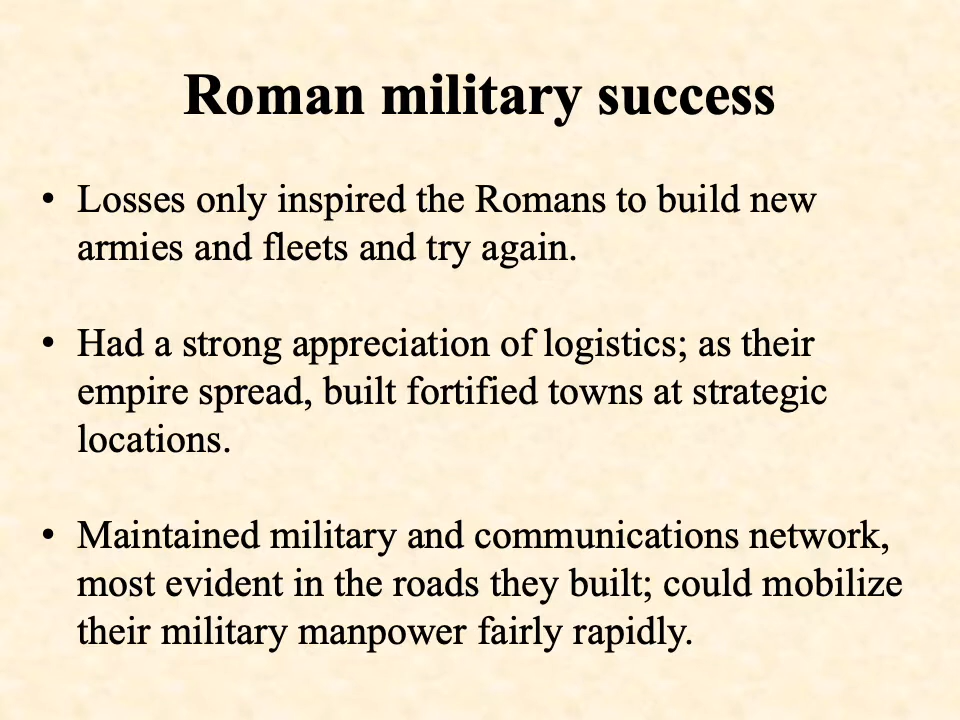 Roman military success
• Losses only inspired the Romans to build new
armies and fleets and try again.
• Had a strong appreciation of logistics; as their
empire spread, built fortified towns at strategic
locations.
• Maintained military and communications network,
most evident in the roads they built; could mobilize
their military manpower fairly rapidly.